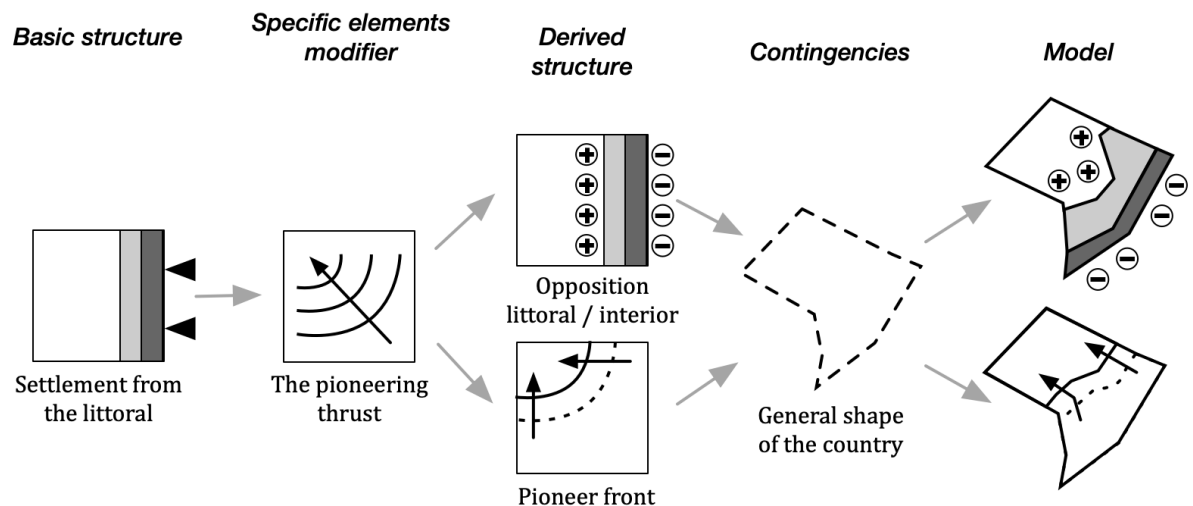 Basic structure
Specific elements
modifier
Derived
structure
Contingencies
Model
Settlement from
the littoral
The pioneering
thrust
Opposition
littoral / interior
Pioneer front
General shape
of the country